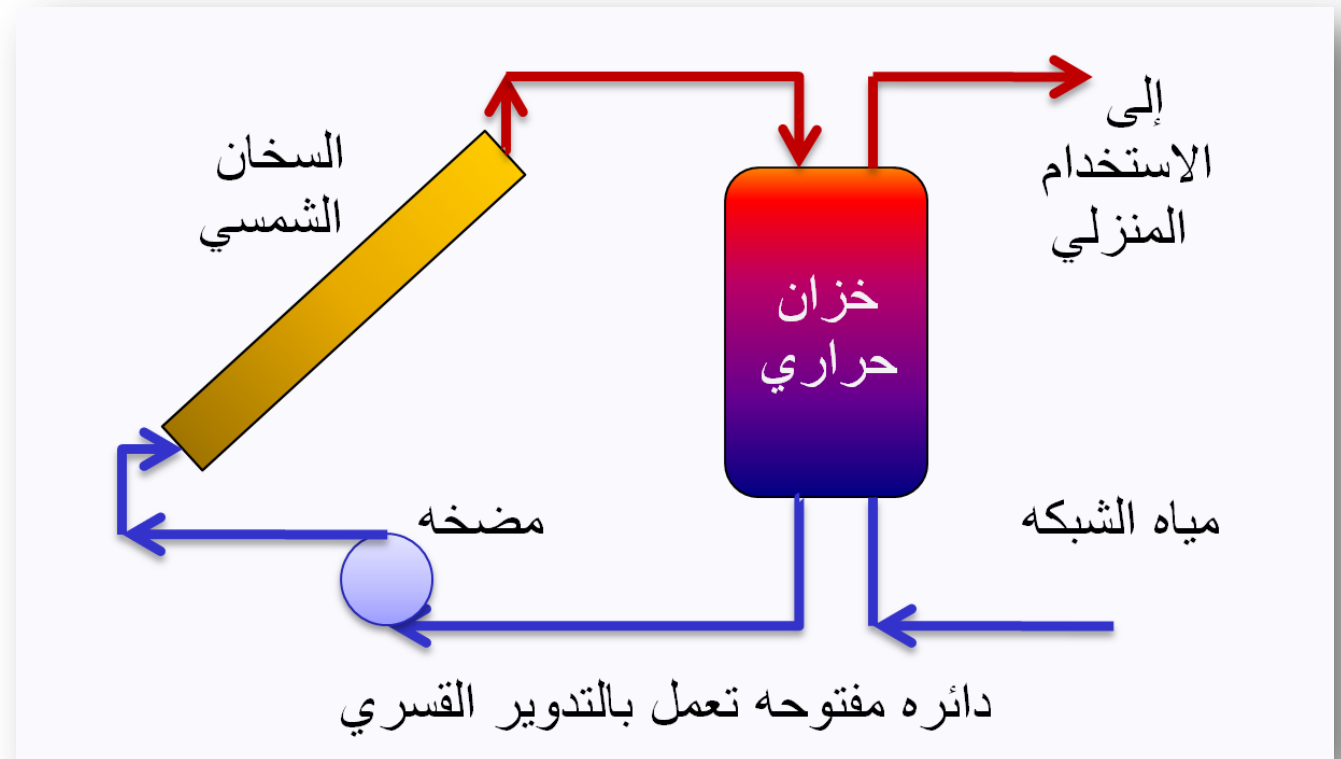 إلى
الاستخدام
المنزلي
السخان
الشمسي
خزان
حراري
مياه الشبكه
مضخه
دائره مفتوحه تعمل بالتدوير القسري